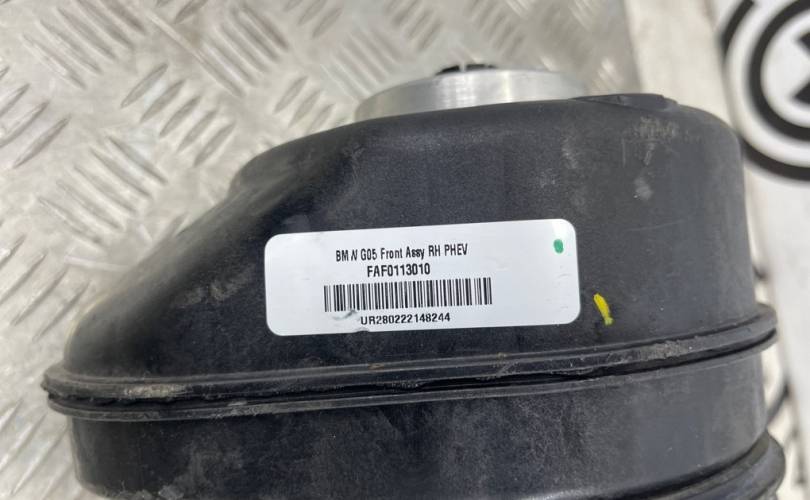 BMW G05 Front Assy RH PHEV
FAF0113010
UR280222148244